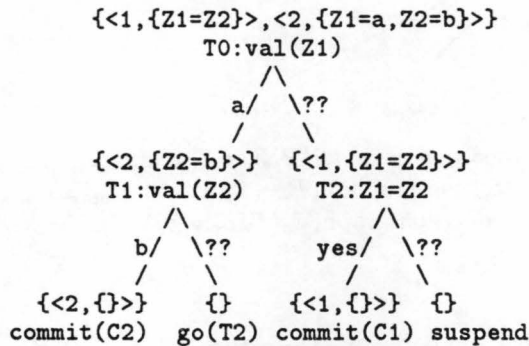 {<1,{Z1=Z2}>,<2,{Z1=a,Z2=b}>}
T0:val(Z1)
a ??
{<2,{Z2=b}>} {<1,{Z1=Z2}>}
T1:val(Z2) T2:Z1=Z2
b ?? yes ??
{<2,{}>} {} {<1,{}>} {}
commit(C2) go(T2) commit(C1) suspend